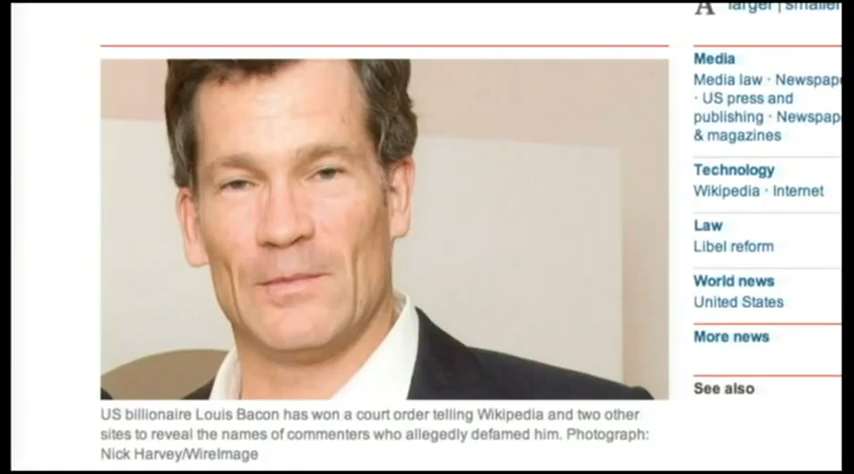 A larger | smaller
US billionaire Louis Bacon has won a court order telling Wikipedia and two other
sites to reveal the names of commenters who allegedly defamed him. Photograph:
Nick Harvey/WireImage
Media
Media law · Newspap
· US press and
publishing · Newspap
& magazines
Technology
Wikipedia · Internet
Law
Libel reform
World news
United States
More news
See also